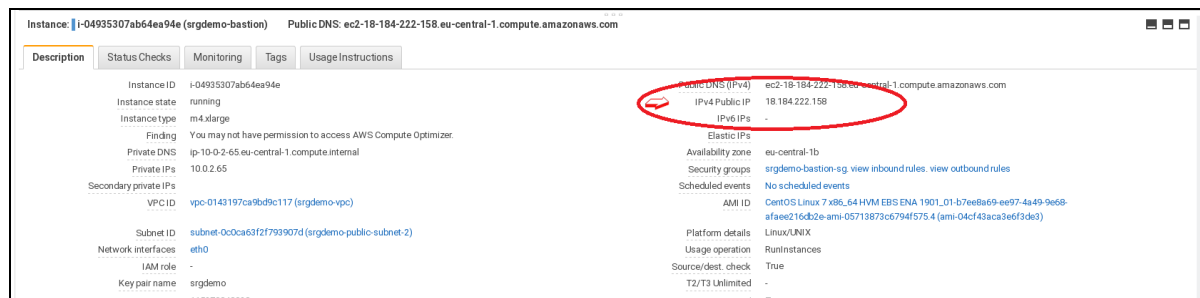 Instance: i-04935307ab64ea94e (srgdemo-bastion) Public DNS: ec2-18-184-222-158.eu-central-1.compute.amazonaws.com
Description Status Checks Monitoring Tags Usage Instructions
Instance ID i-04935307ab64ea94e
Instance state running
Instance type m4.xlarge
Finding You may not have permission to access AWS Compute Optimizer.
Private DNS ip-10-0-2-65.eu-central-1.compute.internal
Private IPs 10.0.2.65
Secondary private IPs
VPC ID vpc-0143197ca9bd9c117 (srgdemo-vpc)
Subnet ID subnet-0c0ca63f2f793907d (srgdemo-public-subnet-2)
Network interfaces eth0
IAM role -
Key pair name srgdemo
Public DNS (IPv4) ec2-18-184-222-158.eu-central-1.compute.amazonaws.com
IPv4 Public IP 18.184.222.158
IPv6 IPs -
Elastic IPs
Availability zone eu-central-1b
Security groups srgdemo-bastion-sg. view inbound rules. view outbound rules
Scheduled events No scheduled events
AMI ID CentOS Linux 7 x86_64 HVM EBS ENA 1901_01-b7ee8a69-ee97-4a49-9e68-
afaee216db2e-ami-05713873c6794f575.4 (ami-04cf43aca3e6f3de3)
Platform details Linux/UNIX
Usage operation RunInstances
Source/dest. check True
T2/T3 Unlimited -